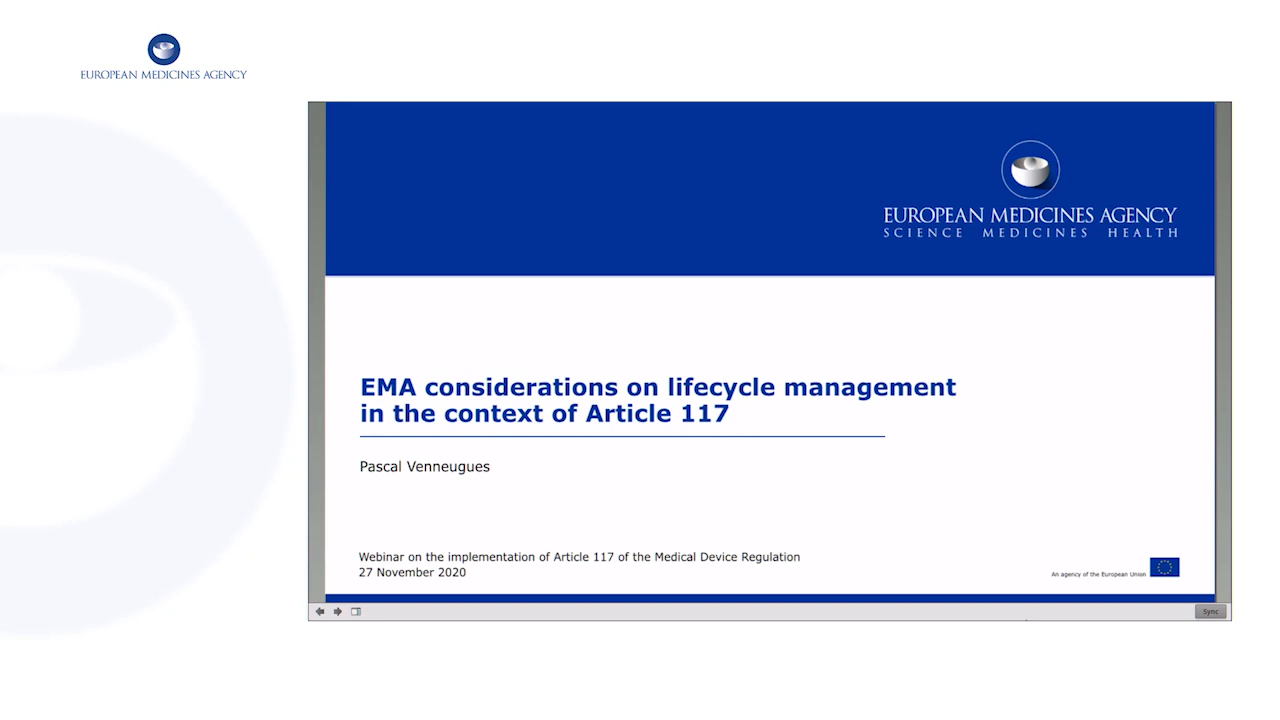 EUROPEAN MEDICINES AGENCY
EUROPEAN MEDICINES AGENCY
SCIENCE MEDICINES HEALTH
EMA considerations on lifecycle management
in the context of Article 117
Pascal Venneugues
Webinar on the implementation of Article 117 of the Medical Device Regulation
27 November 2020
An agency of the European Union
Sync